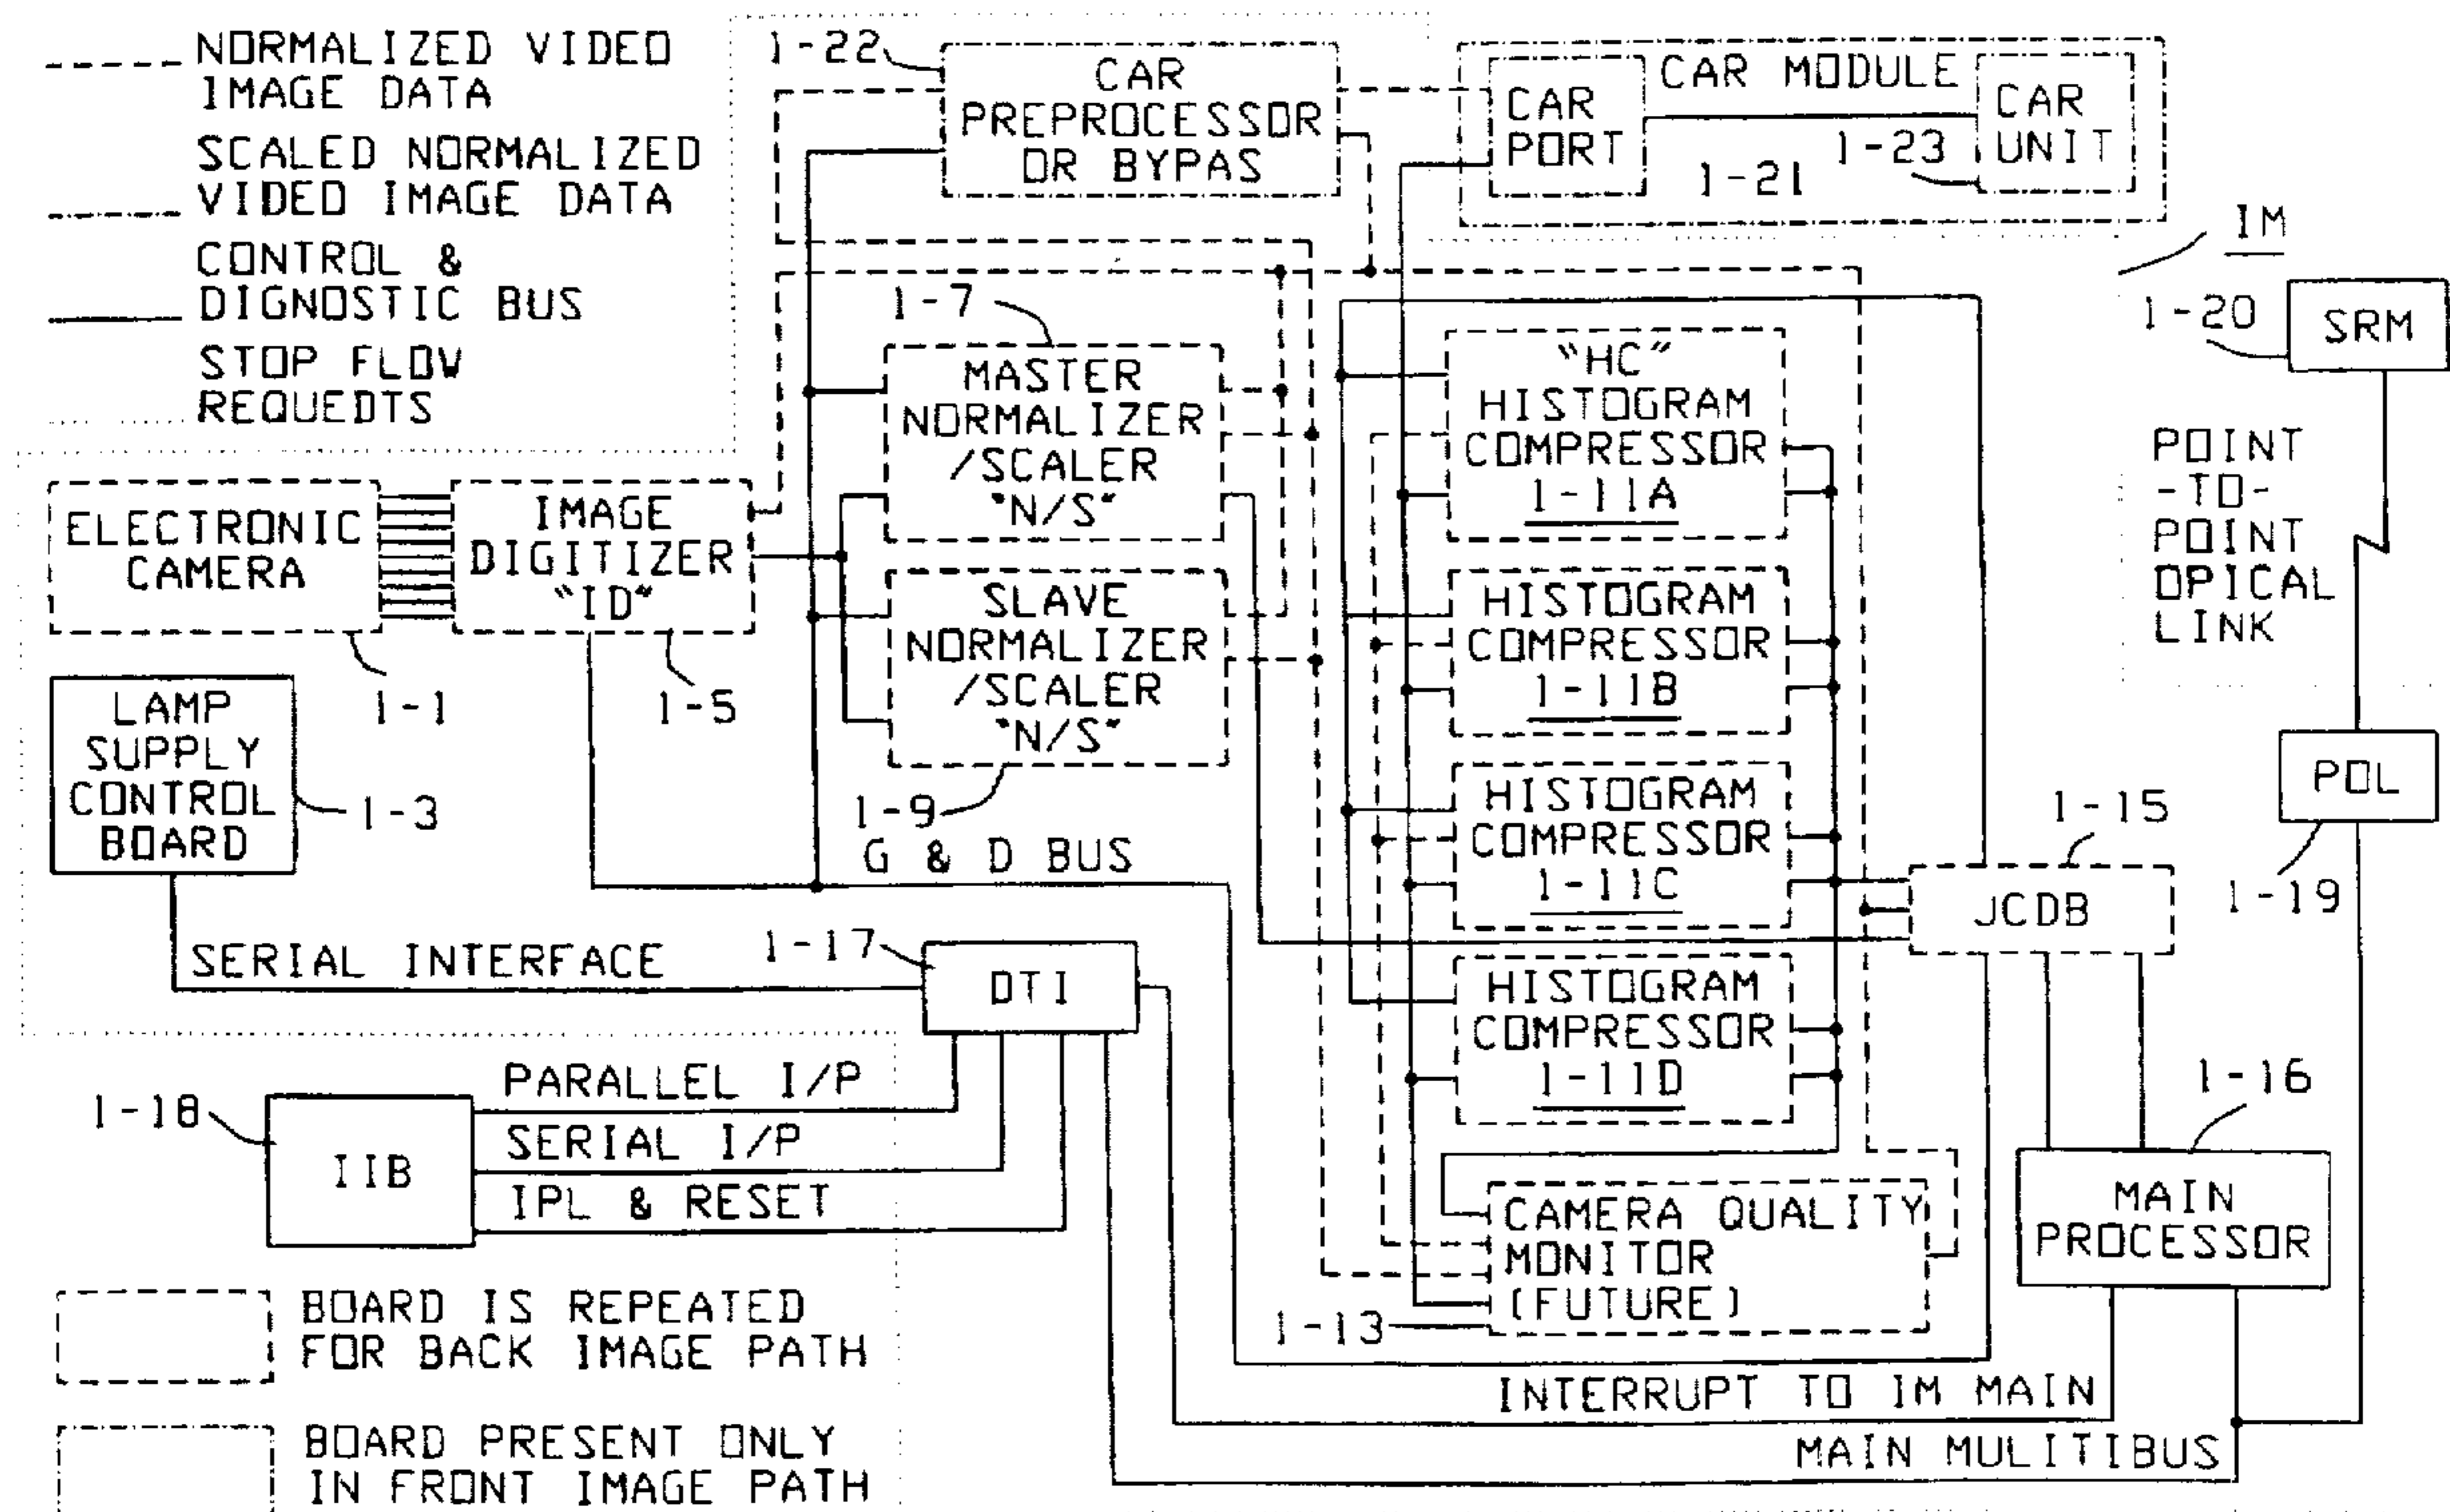 NORMALIZED VIDEO
IMAGE DATA
SCALED NORMALIZED
VIDEO IMAGE DATA
CONTROL &
DIGNOSTIC BUS
STOP FLOW
REQUEDTS
1-22
CAR
PREPROCESSOR
OR BYPAS
CAR MODULE
CAR
PORT
CAR
UNIT
1-23
1-21
1M
1-20
SRM
POINT
-TO-
POINT
OPICAL
LINK
1-7
MASTER
NORMALIZER
/SCALER
"N/S"
"HC"
HISTOGRAM
COMPRESSOR
1-11A
ELECTRONIC
CAMERA
1-1
IMAGE
DIGITIZER
"ID"
1-5
SLAVE
NORMALIZER
/SCALER
"N/S"
1-9
HISTOGRAM
COMPRESSOR
1-11B
LAMP
SUPPLY
CONTROL
BOARD
1-3
HISTOGRAM
COMPRESSOR
1-11C
POL
1-19
1-15
JCDB
G & D BUS
SERIAL INTERFACE
1-17
DTI
HISTOGRAM
COMPRESSOR
1-11D
1-18
IIB
PARALLEL I/P
SERIAL I/P
IPL & RESET
1-16
MAIN
PROCESSOR
CAMERA QUALITY
MONITOR
(FUTURE)
1-13
BOARD IS REPEATED
FOR BACK IMAGE PATH
INTERRUPT TO 1M MAIN
BOARD PRESENT ONLY
IN FRONT IMAGE PATH
MAIN MULITIBUS